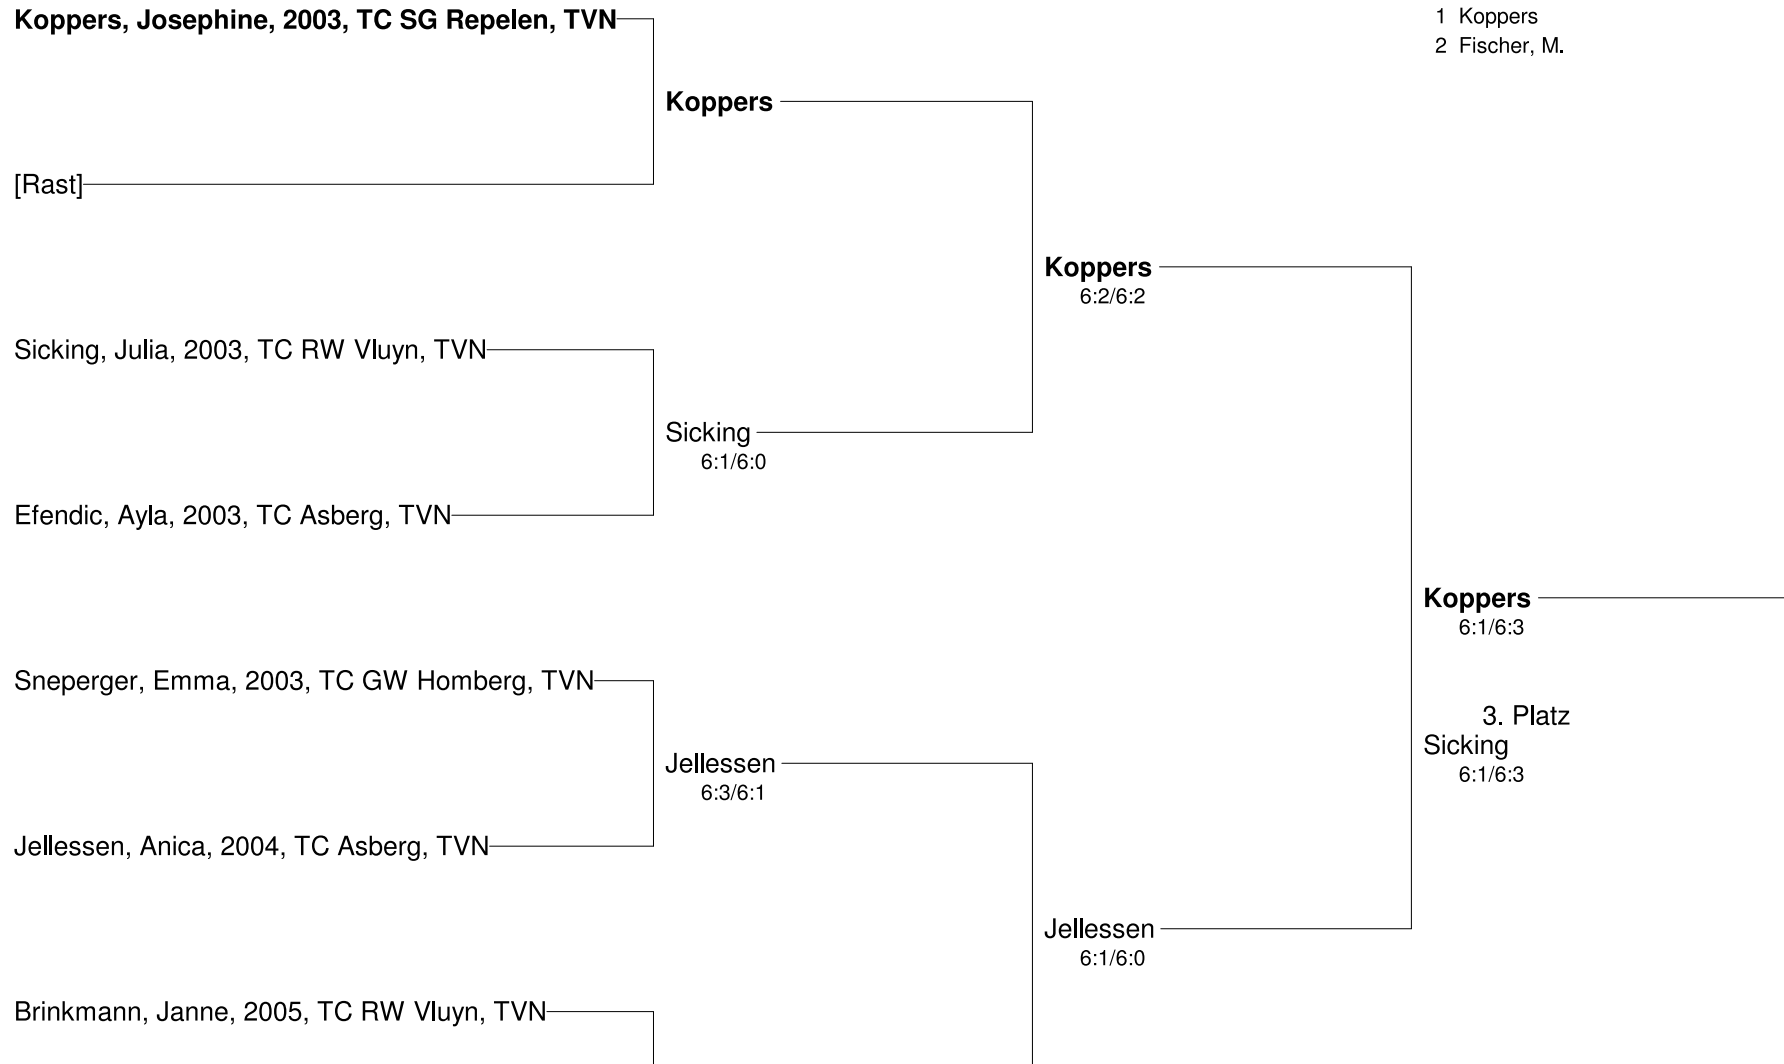 Koppers, Josephine, 2003, TC SG Repelen, TVN
1 Koppers
2 Fischer, M.
Koppers
[Rast]
Koppers
6:2/6:2
Sicking, Julia, 2003, TC RW Vluyn, TVN
Sicking
6:1/6:0
Efendic, Ayla, 2003, TC Asberg, TVN
Koppers
6:1/6:3
Sneperger, Emma, 2003, TC GW Homberg, TVN
3. Platz
Sicking
6:1/6:3
Jellessen
6:3/6:1
Jellessen, Anica, 2004, TC Asberg, TVN
Jellessen
6:1/6:0
Brinkmann, Janne, 2005, TC RW Vluyn, TVN